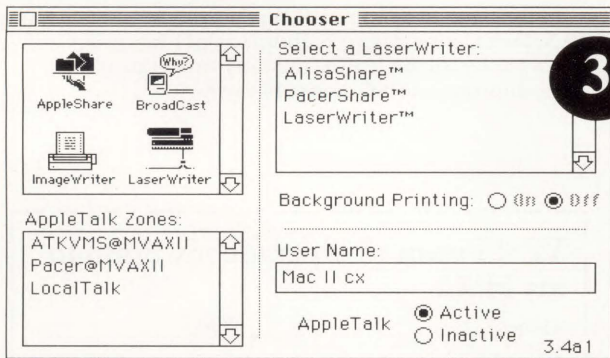 Chooser
Why?
AppleShare BroadCast
ImageWriter LaserWriter
AppleTalk Zones:
ATKVMS@MVAXII
Pacer@MVAXII
LocalTalk
Select a LaserWriter:
AlisaShare™
PacerShare™
LaserWriter™
3
Background Printing: On Off
User Name:
Mac II cx
AppleTalk Active
Inactive
3.4a1